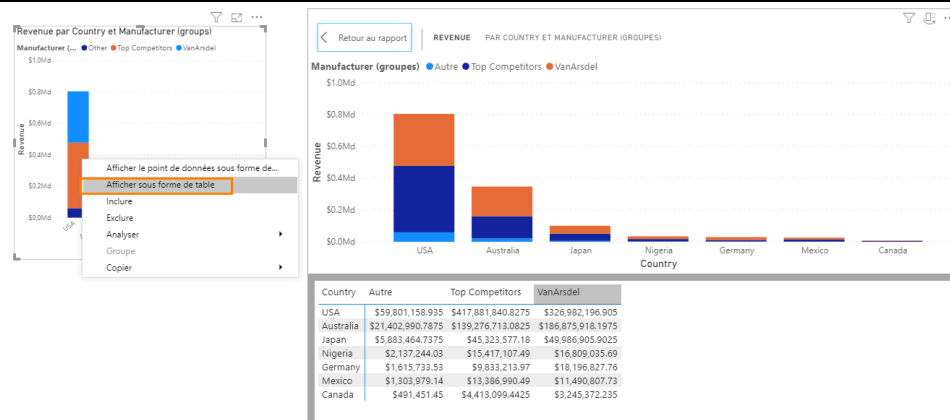 Revenue par Country et Manufacturer (groups)
Manufacturer (... Other Top Competitors VanArsdel
$1.0Md
$0.8Md
$0.6Md
$0.4Md
$0.2Md
$0.0Md
Revenue
USA
Afficher le point de données sous forme de...
Afficher sous forme de table
Inclure
Exclure
Analyser
Groupe
Copier
Retour au rapport REVENUE PAR COUNTRY ET MANUFACTURER (GROUPES)
Manufacturer (groupes) Autre Top Competitors VanArsdel
$1.0Md
$0.8Md
$0.6Md
$0.4Md
$0.2Md
$0.0Md
Revenue
USA Australia Japan Nigeria Germany Mexico Canada
Country
Country Autre Top Competitors VanArsdel
USA $59,801,158.935 $417,881,840.8275 $326,982,196.905
Australia $21,402,990.7875 $139,276,713.0825 $186,875,918.1975
Japan $5,883,464.7375 $45,323,577.18 $49,986,905.9025
Nigeria $2,137,244.03 $15,417,107.49 $16,809,035.69
Germany $1,615,733.53 $9,833,213.97 $18,196,827.76
Mexico $1,303,979.14 $13,386,990.49 $11,490,807.73
Canada $491,451.45 $4,413,099.4425 $3,245,372.235